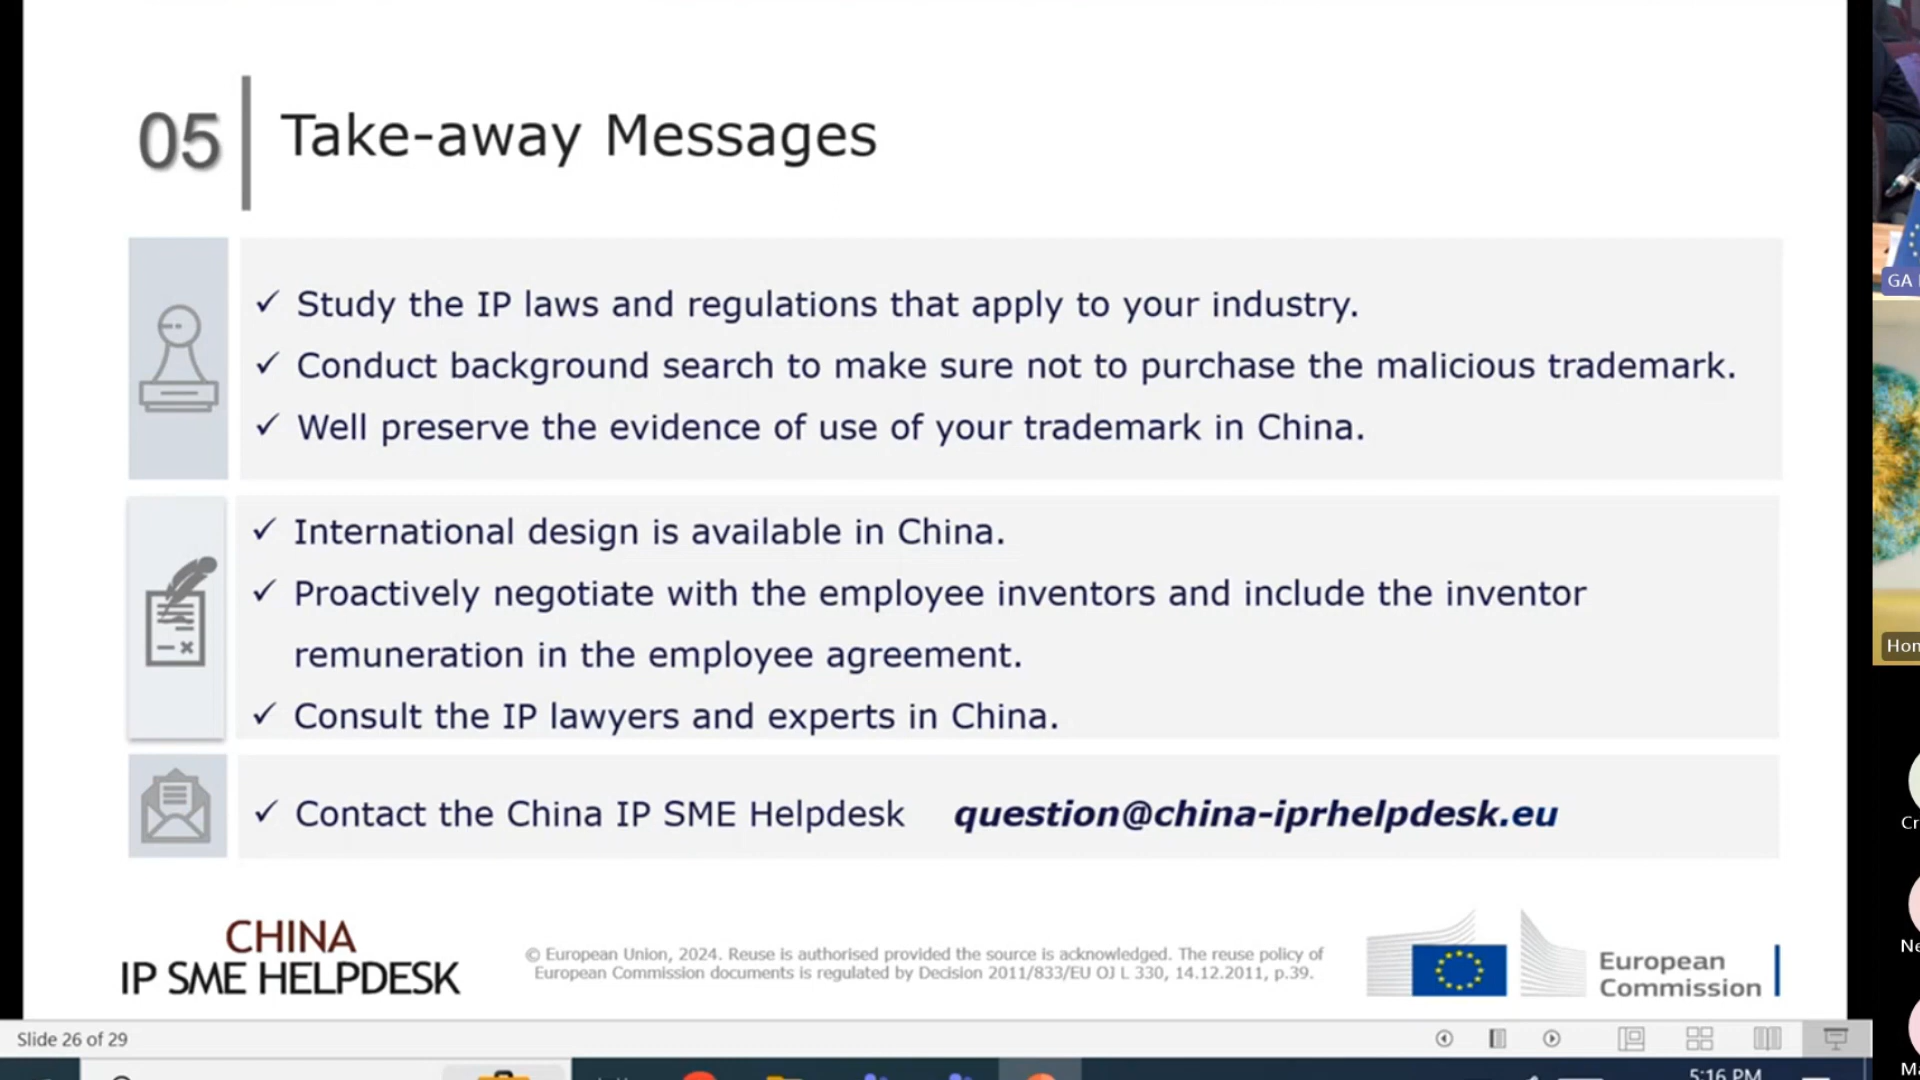 05
Take-away Messages
✓ Study the IP laws and regulations that apply to your industry.
✓ Conduct background search to make sure not to purchase the malicious trademark.
✓ Well preserve the evidence of use of your trademark in China.
✓ International design is available in China.
✓ Proactively negotiate with the employee inventors and include the inventor
remuneration in the employee agreement.
✓ Consult the IP lawyers and experts in China.
✓ Contact the China IP SME Helpdesk question@china-iprhelpdesk.eu
CHINA
IP SME HELPDESK
© European Union, 2024. Reuse is authorised provided the source is acknowledged. The reuse policy of
European Commission documents is regulated by Decision 2011/833/EU OJ L 330, 14.12.2011, p.39.
European
Commission
Slide 26 of 29
5:16 PM
GA